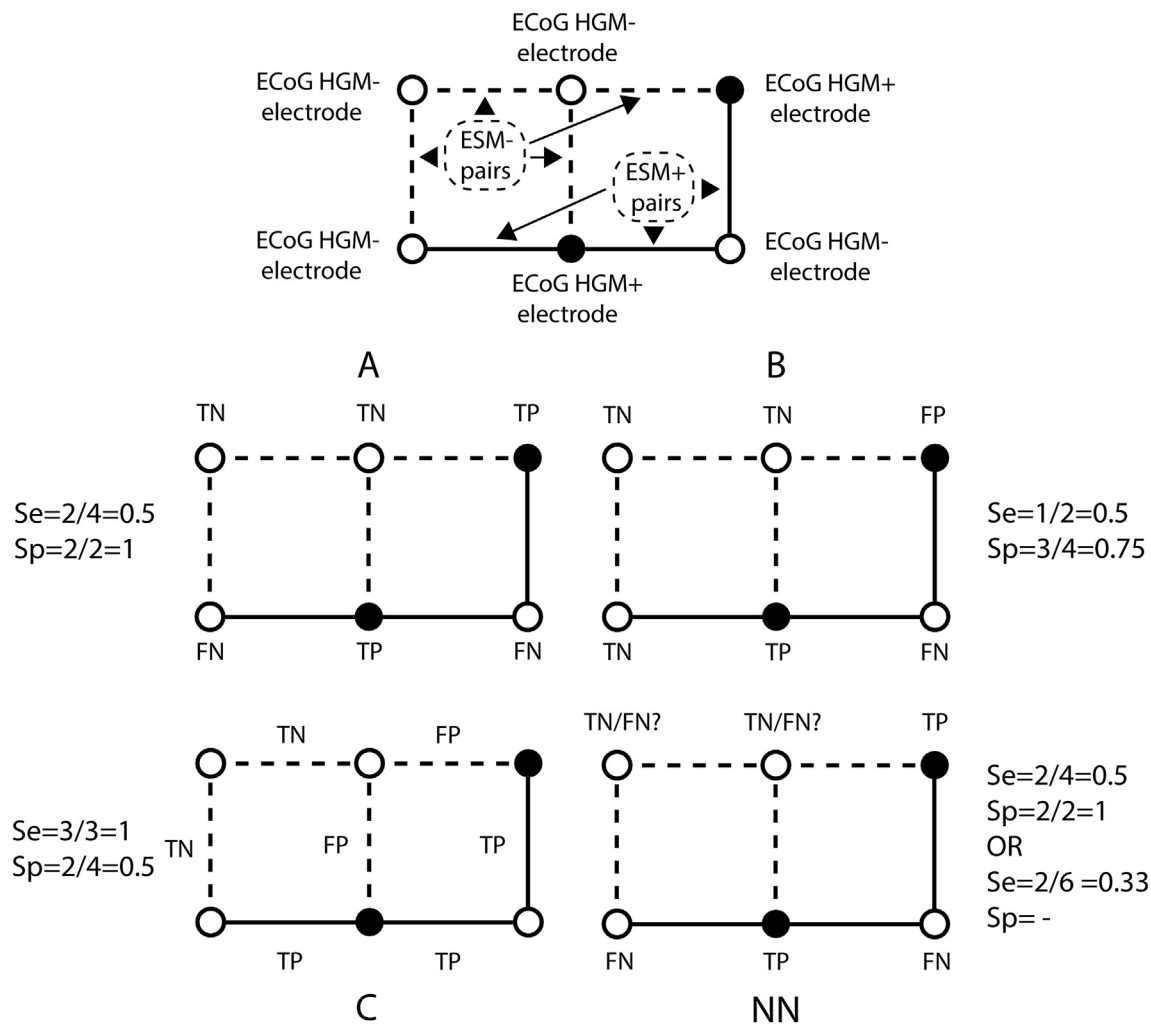 ECoG HGM-
electrode
ECoG HGM-
electrode
ECoG HGM+
electrode
ESM-
pairs
ESM+
pairs
ECoG HGM-
electrode
ECoG HGM+
electrode
ECoG HGM-
electrode
A
B
TN
TN
TP
Se=2/4=0.5
Sp=2/2=1
FN
TP
FN
TN
TN
FP
Se=1/2=0.5
Sp=3/4=0.75
TN
TP
FN
TN
FP
Se=3/3=1
Sp=2/4=0.5
TN
FP
TP
TP
TP
TN/FN?
TN/FN?
TP
Se=2/4=0.5
Sp=2/2=1
OR
Se=2/6 =0.33
Sp= -
FN
TP
FN
C
NN